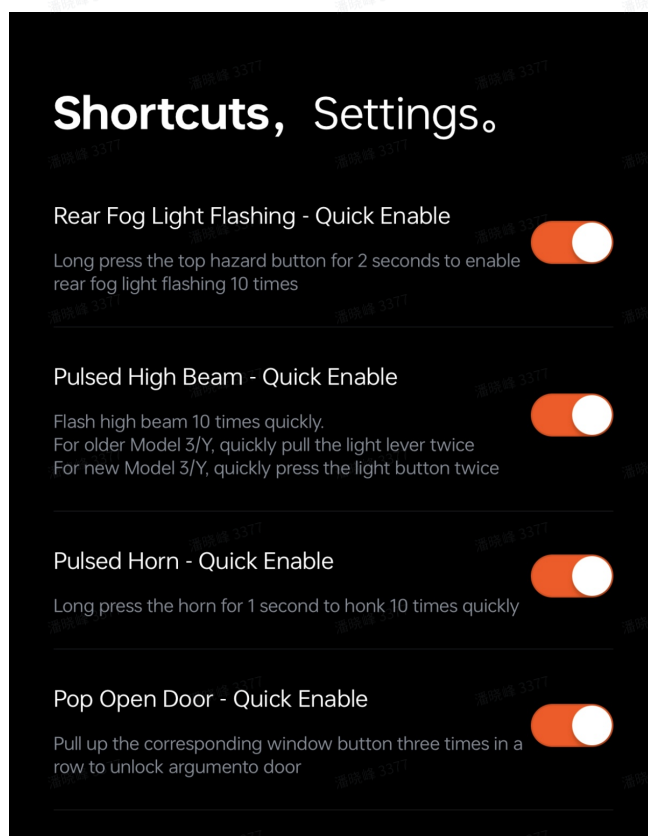 Shortcuts, Settings。
Rear Fog Light Flashing - Quick Enable
Long press the top hazard button for 2 seconds to enable
rear fog light flashing 10 times
Pulsed High Beam - Quick Enable
Flash high beam 10 times quickly.
For older Model 3/Y, quickly pull the light lever twice
For new Model 3/Y, quickly press the light button twice
Pulsed Horn - Quick Enable
Long press the horn for 1 second to honk 10 times quickly
Pop Open Door - Quick Enable
Pull up the corresponding window button three times in a
row to unlock argumento door
潘晓峰 3377